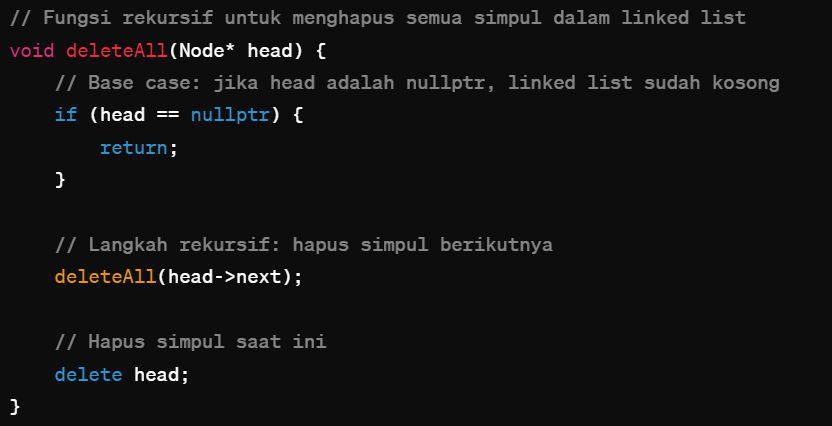 // Fungsi rekursif untuk menghapus semua simpul dalam linked list
void deleteAll(Node* head) {
    // Base case: jika head adalah nullptr, linked list sudah kosong
    if (head == nullptr) {
        return;
    }

    // Langkah rekursif: hapus simpul berikutnya
    deleteAll(head->next);

    // Hapus simpul saat ini
    delete head;
}